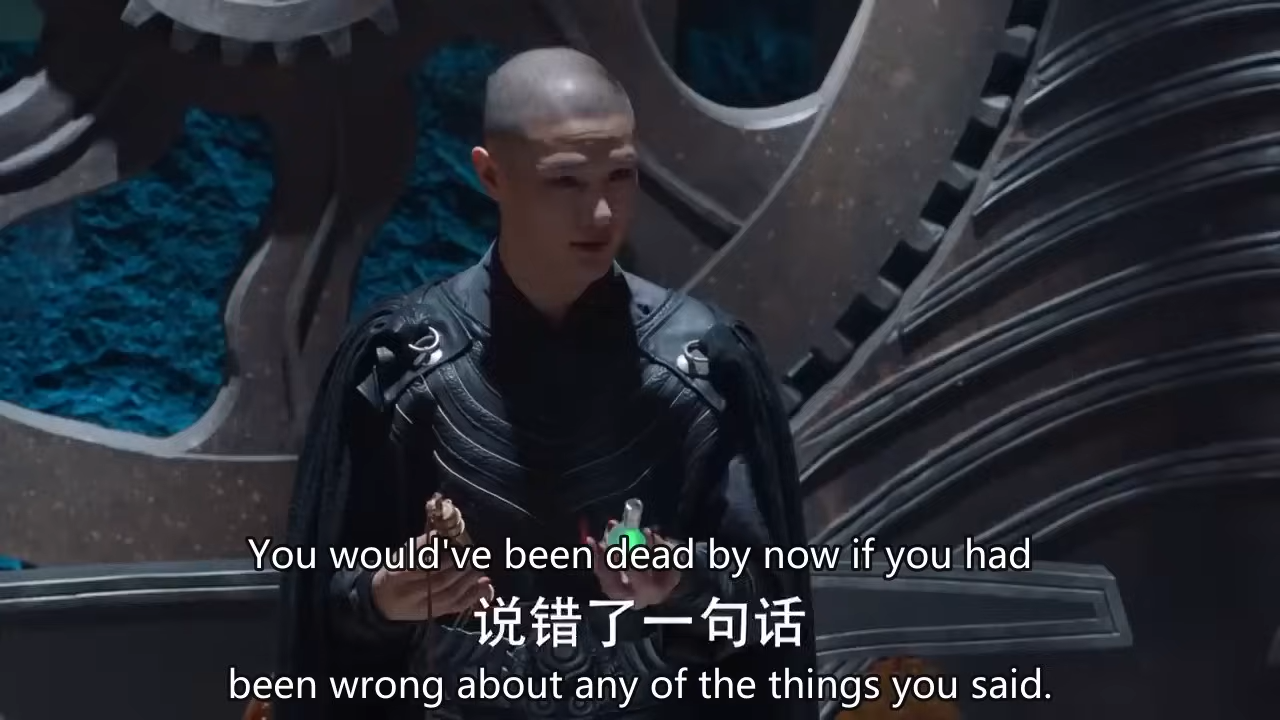 You would've been dead by now if you had
说错了一句话
been wrong about any of the things you said.